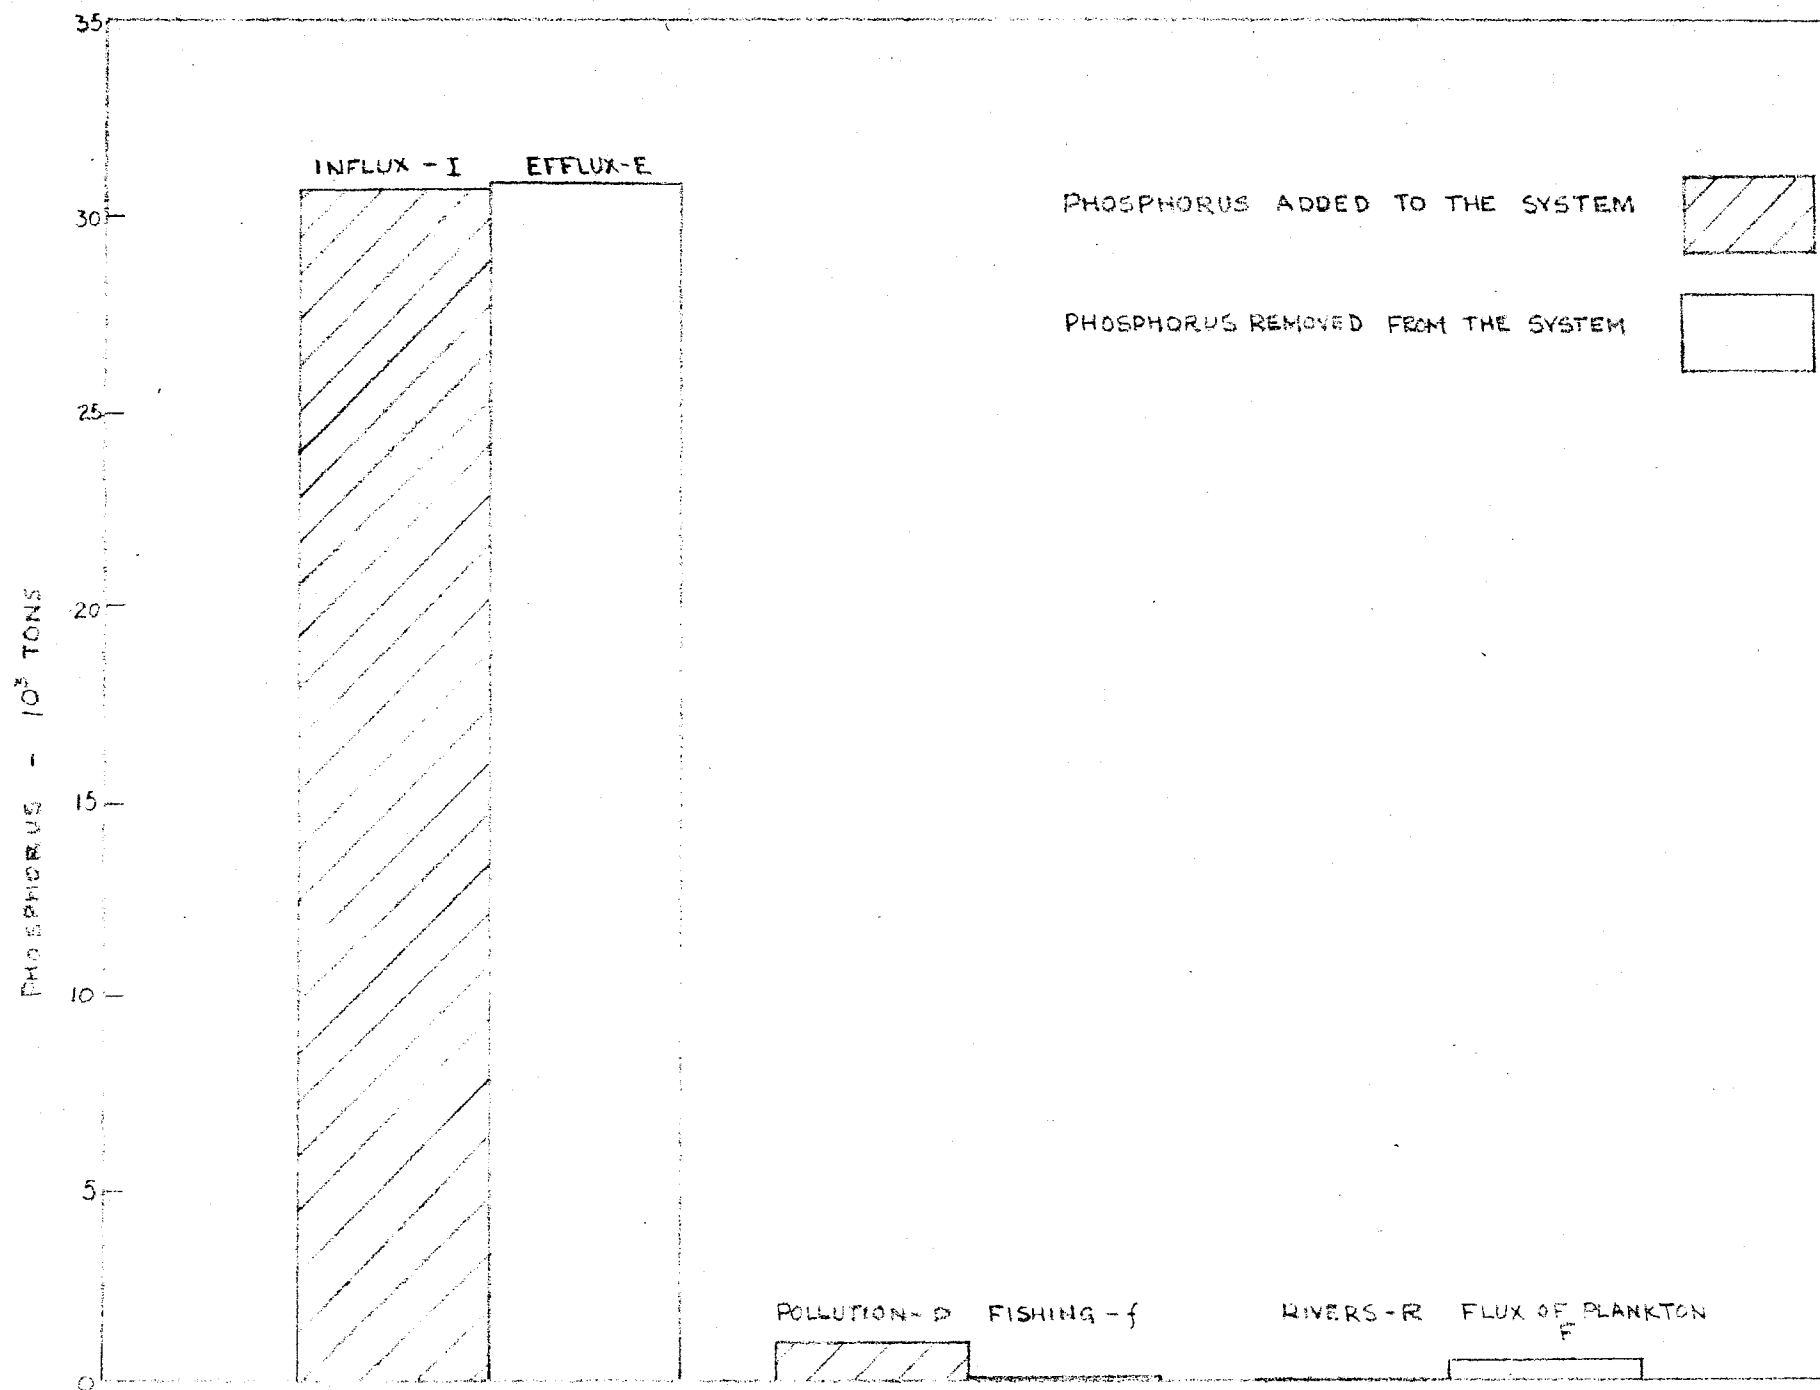 35
INFLUX - I EFFLUX-E
PHOSPHORUS ADDED TO THE SYSTEM
30
PHOSPHORUS REMOVED FROM THE SYSTEM
25
20
PHOSPHORUS - 10³ TONS
15
10
5
POLLUTION- P FISHING - f RIVERS-R FLUX OF PLANKTON
F
0